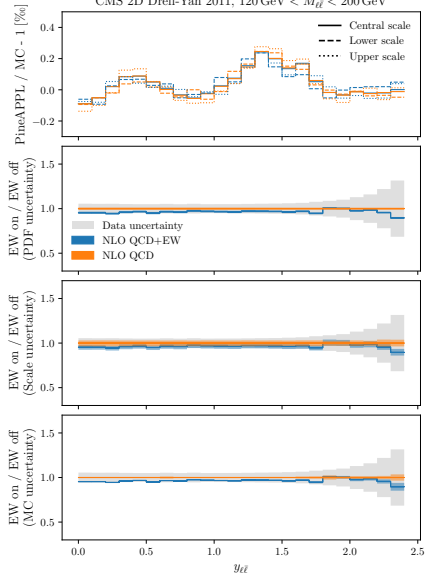 CMS 2D Drell-Yan 2011, 120 GeV < Mℓℓ̄ < 200 GeV
PineAPPL / MC - 1 [‰]
0.2
0.0
−0.2
Central scale
Lower scale
Upper scale
EW on / EW off
(PDF uncertainty)
1.5
1.0
0.5
Data uncertainty
NLO QCD+EW
NLO QCD
EW on / EW off
(Scale uncertainty)
1.5
1.0
0.5
EW on / EW off
(MC uncertainty)
1.5
1.0
0.5
0.0 0.5 1.0 1.5 2.0 2.5
yℓℓ̄